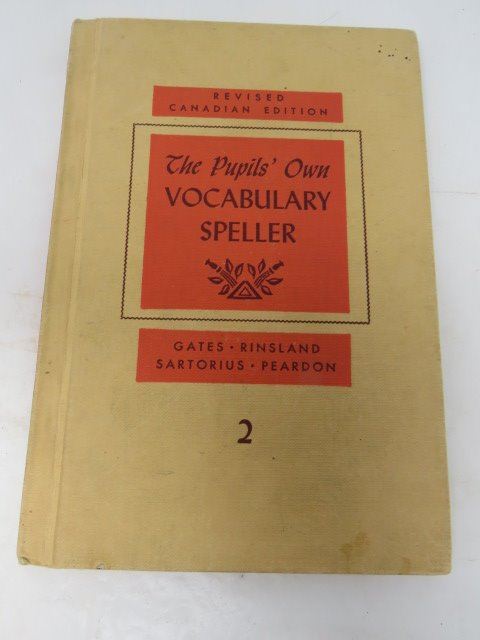 REVISED
CANADIAN EDITION
The Pupils' Own
VOCABULARY
SPELLER
GATES · RINSLAND
SARTORIUS · PEARDON
2